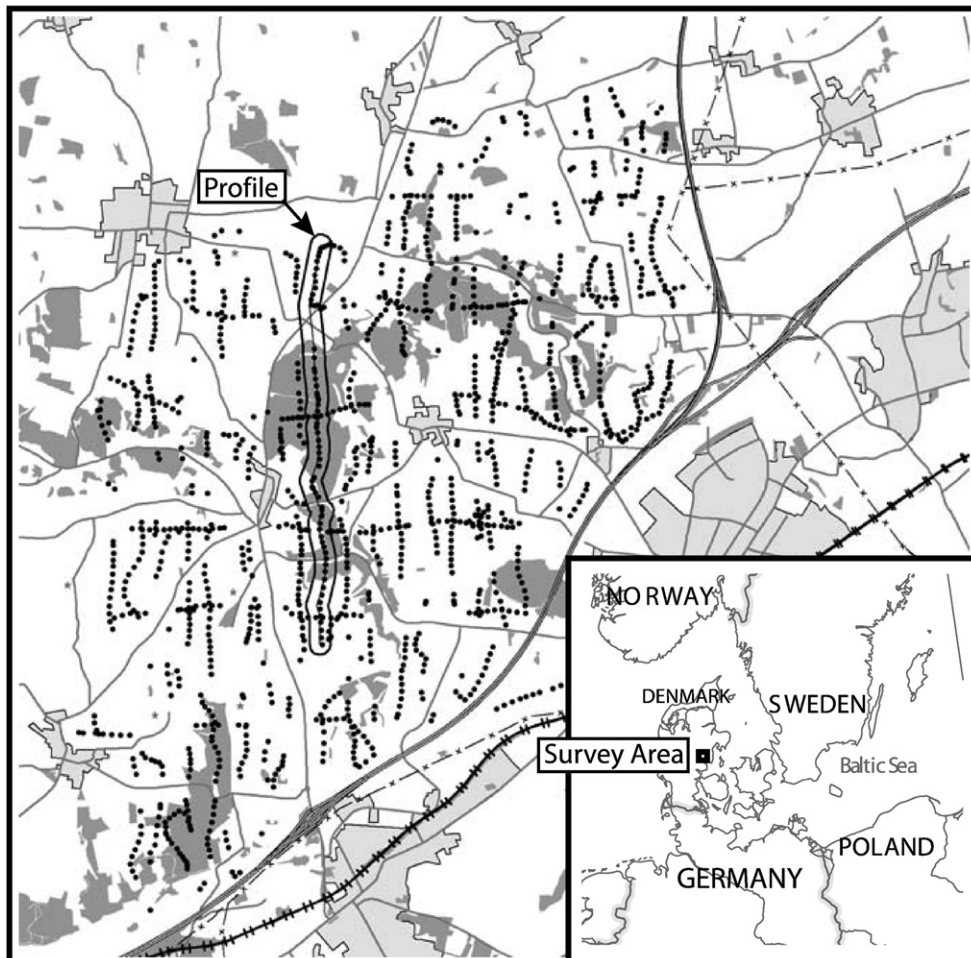 Profile
NORWAY
DENMARK
SWEDEN
Survey Area
Baltic Sea
POLAND
GERMANY